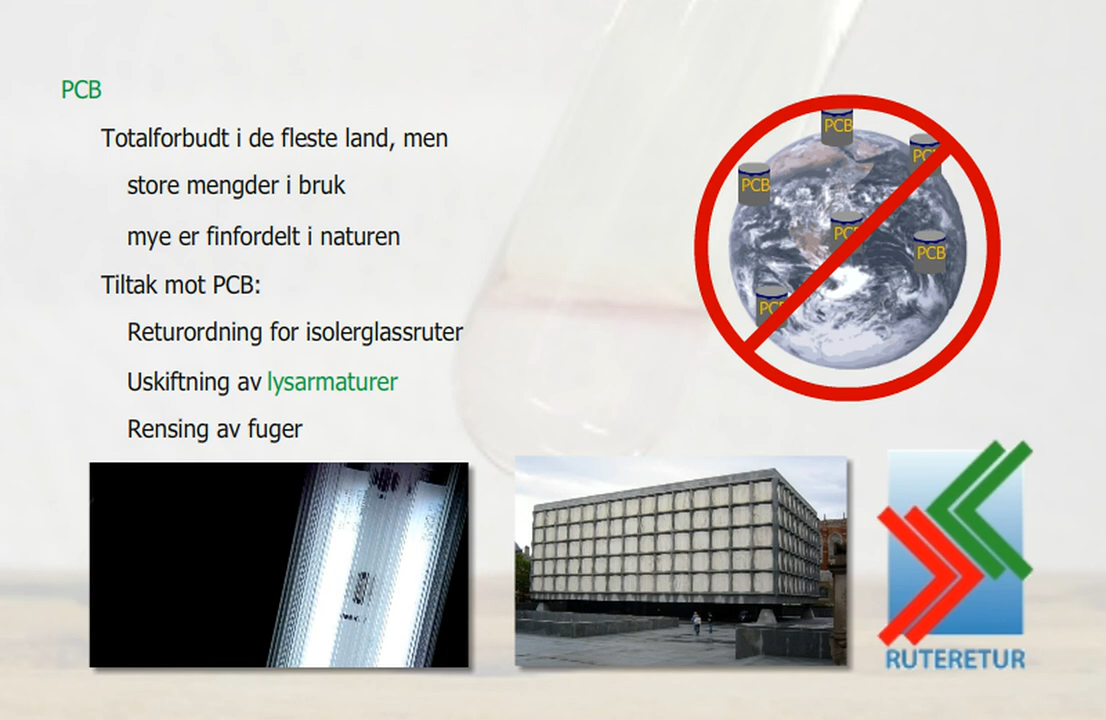 PCB
Totalforbudt i de fleste land, men
store mengder i bruk
mye er finfordelt i naturen
Tiltak mot PCB:
Returordning for isolerglassruter
Uskiftning av lysarmaturer
Rensing av fuger
PCB
PCB
PCB
PCB
PCB
PCB
RUTERETUR